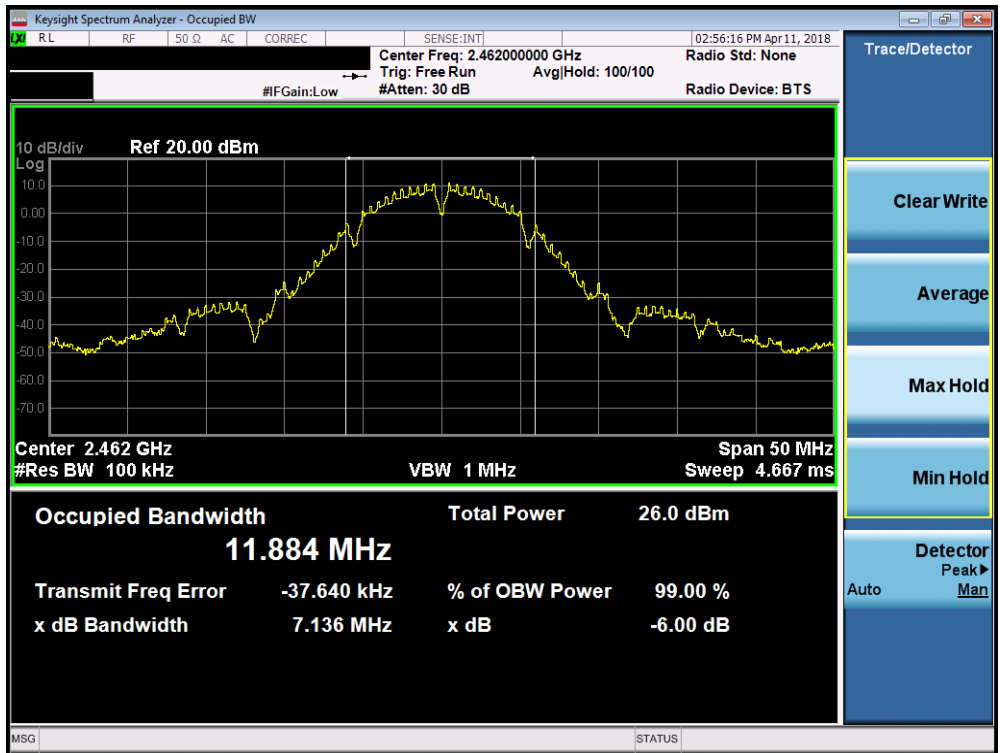 Keysight Spectrum Analyzer - Occupied BW
LXI RL RF 50 Ω AC CORREC SENSE:INT 02:56:16 PM Apr 11, 2018
Center Freq: 2.462000000 GHz Radio Std: None
Trig: Free Run Avg|Hold: 100/100
#IFGain:Low #Atten: 30 dB Radio Device: BTS
Trace/Detector
10 dB/div Ref 20.00 dBm
Log
10.0
0.00
-10.0
-20.0
-30.0
-40.0
-50.0
-60.0
-70.0
Center 2.462 GHz Span 50 MHz
#Res BW 100 kHz VBW 1 MHz Sweep 4.667 ms
Occupied Bandwidth Total Power 26.0 dBm
11.884 MHz
Transmit Freq Error -37.640 kHz % of OBW Power 99.00 %
x dB Bandwidth 7.136 MHz x dB -6.00 dB
Clear Write
Average
Max Hold
Min Hold
Detector
Peak▶
Auto Man
MSG STATUS